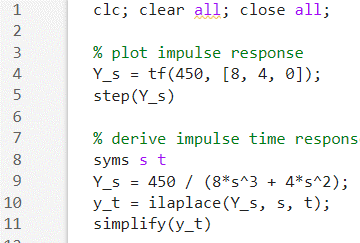 1 clc; clear all; close all;
2
3 % plot impulse response
4 Y_s = tf(450, [8, 4, 0]);
5 step(Y_s)
6
7 % derive impulse time respons
8 syms s t
9 Y_s = 450 / (8*s^3 + 4*s^2);
10 y_t = ilaplace(Y_s, s, t);
11 simplify(y_t)